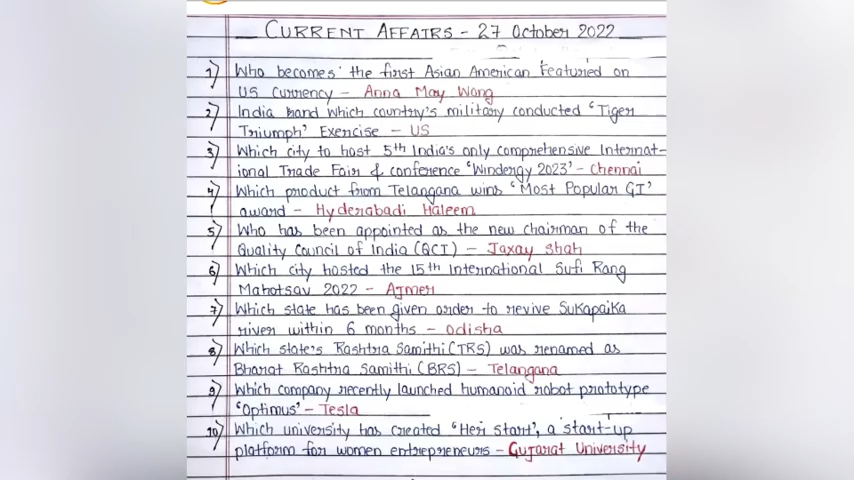 CURRENT AFFAIRS - 27 October 2022
1) Who becomes the first Asian American Featured on
US Currency - Anna May Wong
2) India hand which country's military conducted 'Tiger
Triumph' Exercise - US
3) Which city to host 5th India's only comprehensive Internat-
ional Trade Fair & conference 'Windergy 2023' - Chennai
4) Which product from Telangana wins 'Most Popular GI'
award - Hyderabadi Haleem
5) Who has been appointed as the new chairman of the
Quality Council of India (QCI) - Jaxay Shah
6) Which city hosted the 15th International Sufi Rang
Mahotsav 2022 - Ajmer
7) Which state has been given order to revive Sukapaika
river within 6 months - Odisha
8) Which state's Rashtra Samithi (TRS) was renamed as
Bharat Rashtra Samithi (BRS) - Telangana
9) Which company recently launched humanoid robot prototype
'Optimus' - Tesla
10) Which university has created 'Her Start', a start-up
platform for women entrepreneurs - Gujarat University